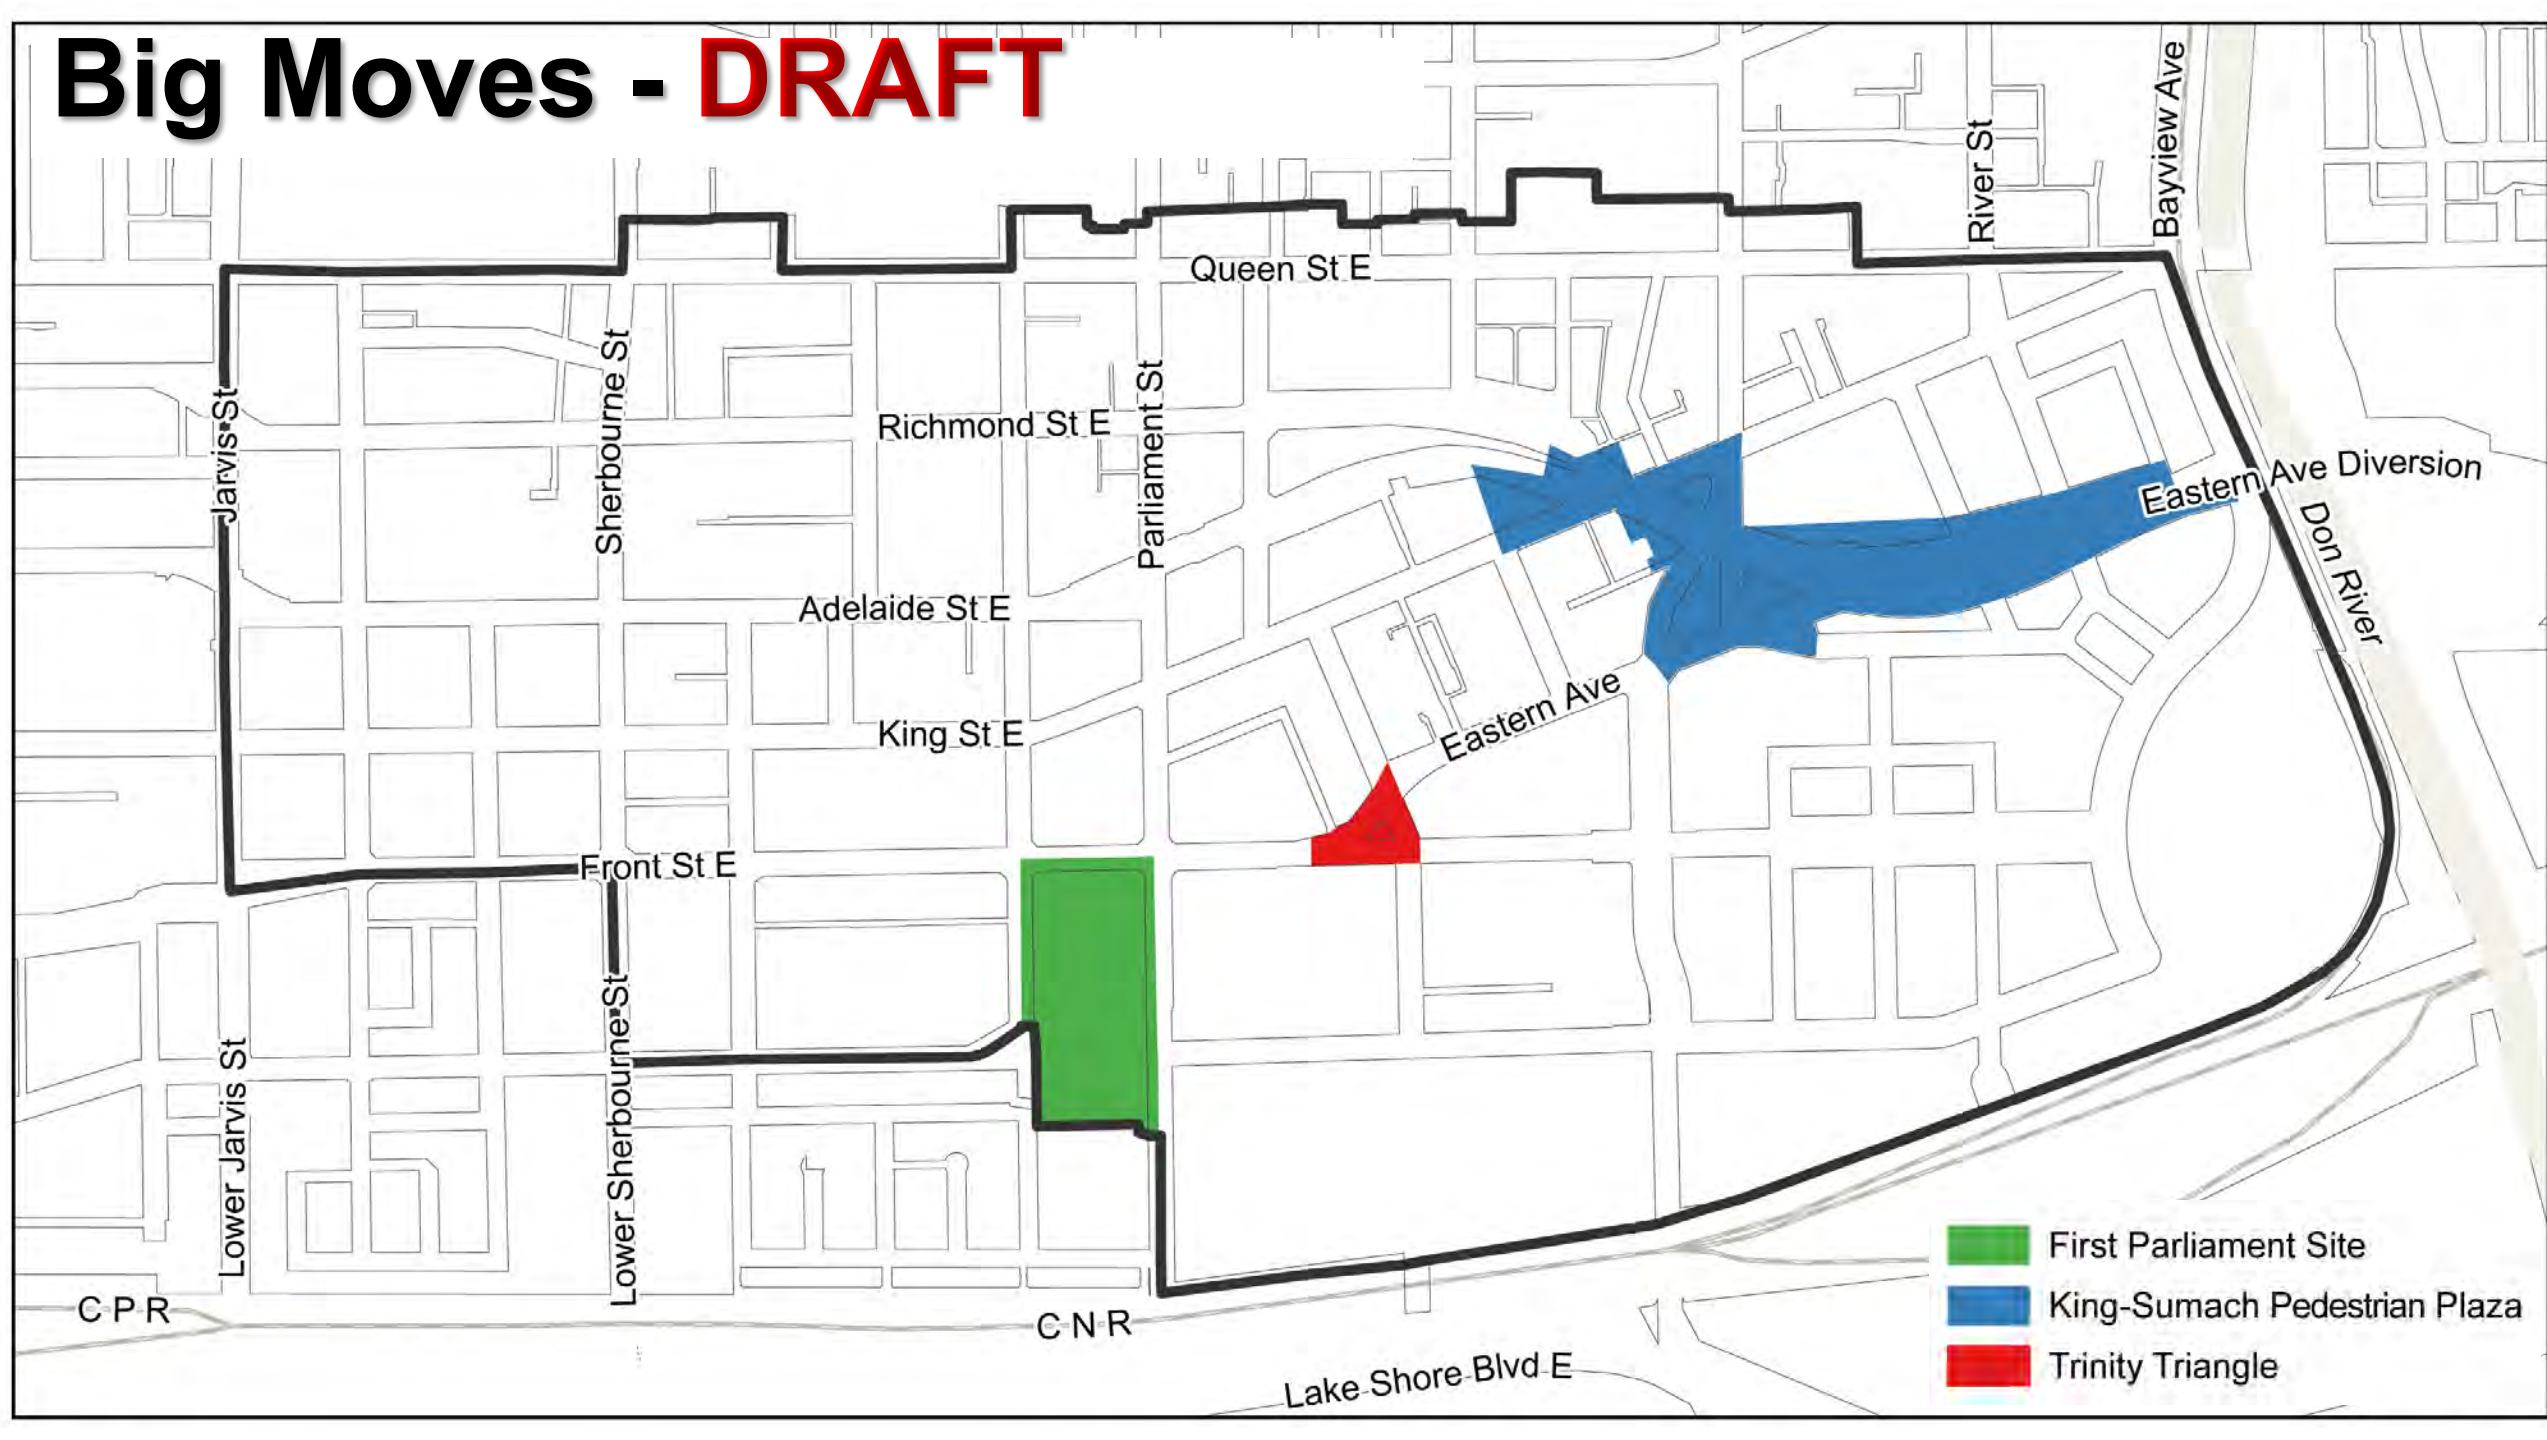 Big Moves - DRAFT
Bayview Ave
River St
Queen St E
Jarvis St
Sherbourne St
Parliament St
Richmond St E
Eastern Ave Diversion
Don River
Adelaide St E
King St E
Eastern Ave
Front St E
Lower Jarvis St
Lower Sherbourne St
C P R
C N R
Lake Shore Blvd E
First Parliament Site
King-Sumach Pedestrian Plaza
Trinity Triangle